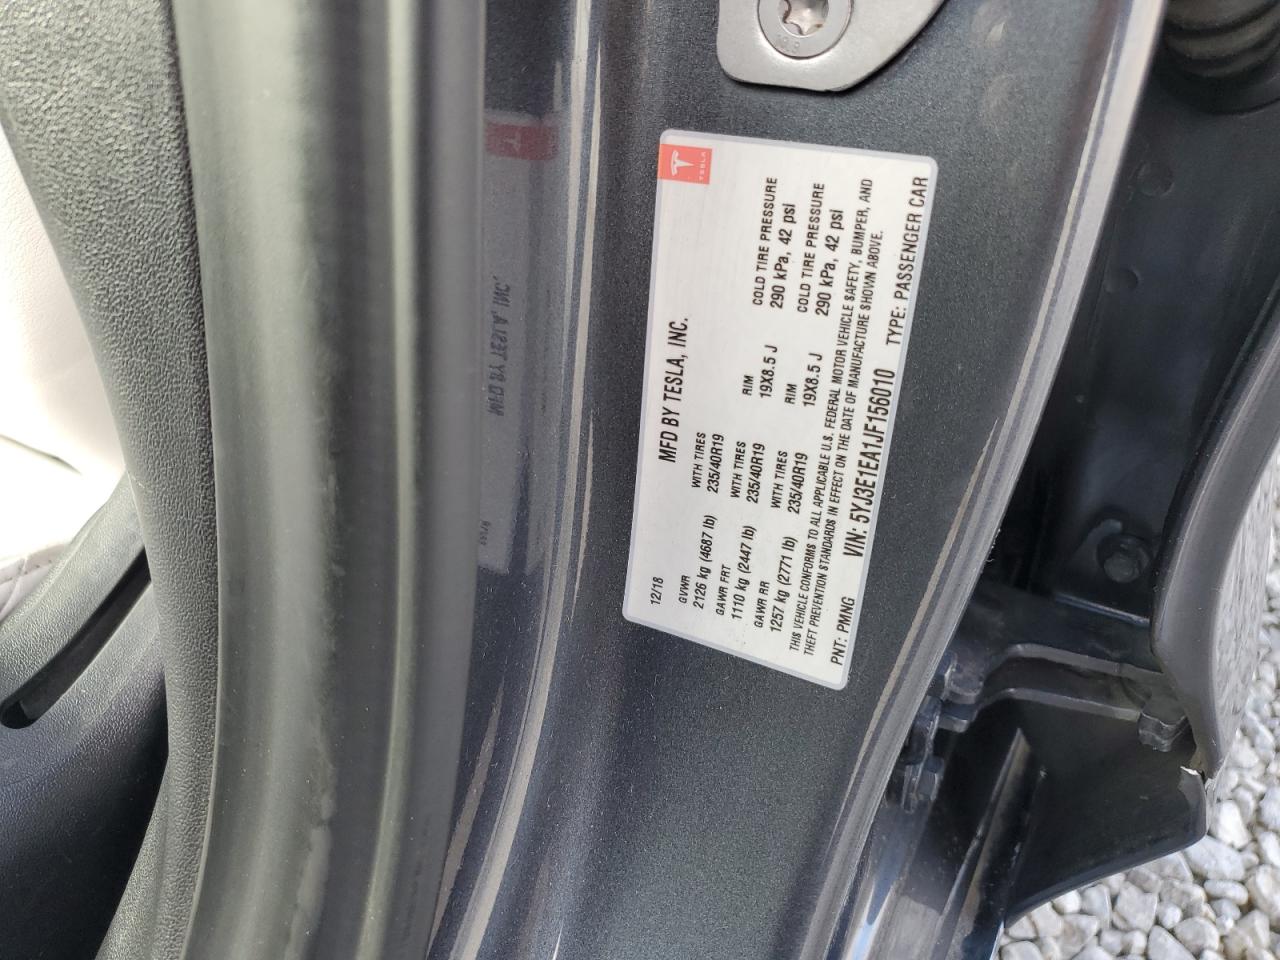 TESLA
MFD BY TESLA, INC.
12/18
GVWR
2126 kg (4687 lb)
WITH TIRES
235/40R19
RIM
19X8.5 J
COLD TIRE PRESSURE
290 kPa, 42 psi
GAWR FRT
1110 kg (2447 lb)
WITH TIRES
235/40R19
RIM
19X8.5 J
COLD TIRE PRESSURE
290 kPa, 42 psi
GAWR RR
1257 kg (2771 lb)
WITH TIRES
235/40R19
THIS VEHICLE CONFORMS TO ALL APPLICABLE U.S. FEDERAL MOTOR VEHICLE SAFETY, BUMPER, AND
THEFT PREVENTION STANDARDS IN EFFECT ON THE DATE OF MANUFACTURE SHOWN ABOVE.
PNT: PMNG VIN: 5YJ3E1EA1JF156010 TYPE: PASSENGER CAR